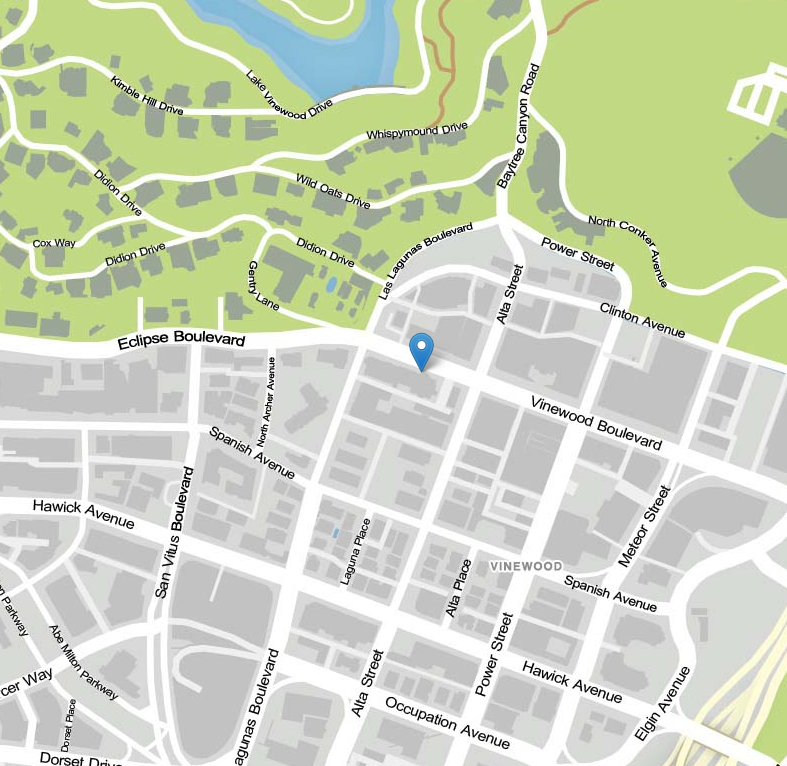 Kimble Hill Drive
Lake Vinewood Drive
Whispymound Drive
Baytree Canyon Road
Wild Oats Drive
Didion Drive
North Conker Avenue
Las Lagunas Boulevard
Cox Way
Didion Drive
Didion Drive
Power Street
Gentry Lane
Alta Street
Clinton Avenue
Eclipse Boulevard
North Archer Avenue
Vinewood Boulevard
Spanish Avenue
Meteor Street
Hawick Avenue
San Vitus Boulevard
Laguna Place
VINEWOOD
Alta Place
Spanish Avenue
Parkway
Abe Milton Parkway
Power Street
cer Way
Alta Street
Hawick Avenue
Elgin Avenue
agunas Boulevard
Dorset Place
Occupation Avenue
Dorset Drive